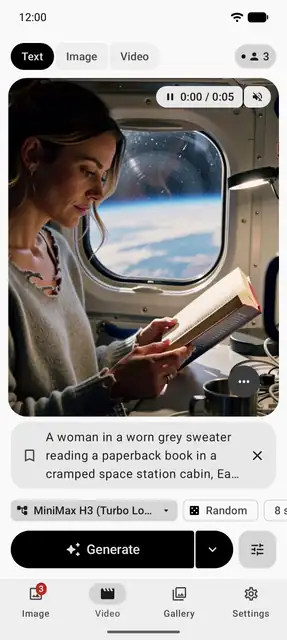 12:00
Text
Image
Video
3
0:00 / 0:05
A woman in a worn grey sweater
reading a paperback book in a
cramped space station cabin, Ea...
MiniMax H3 (Turbo Lo...
Random
8 s
Generate
3
Image
Video
Gallery
Settings